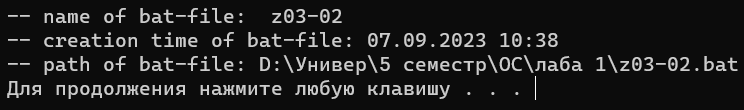 -- name of bat-file:  z03-02
-- creation time of bat-file: 07.09.2023 10:38
-- path of bat-file: D:\Универ\5 семестр\ОС\лаба 1\z03-02.bat
Для продолжения нажмите любую клавишу . . .